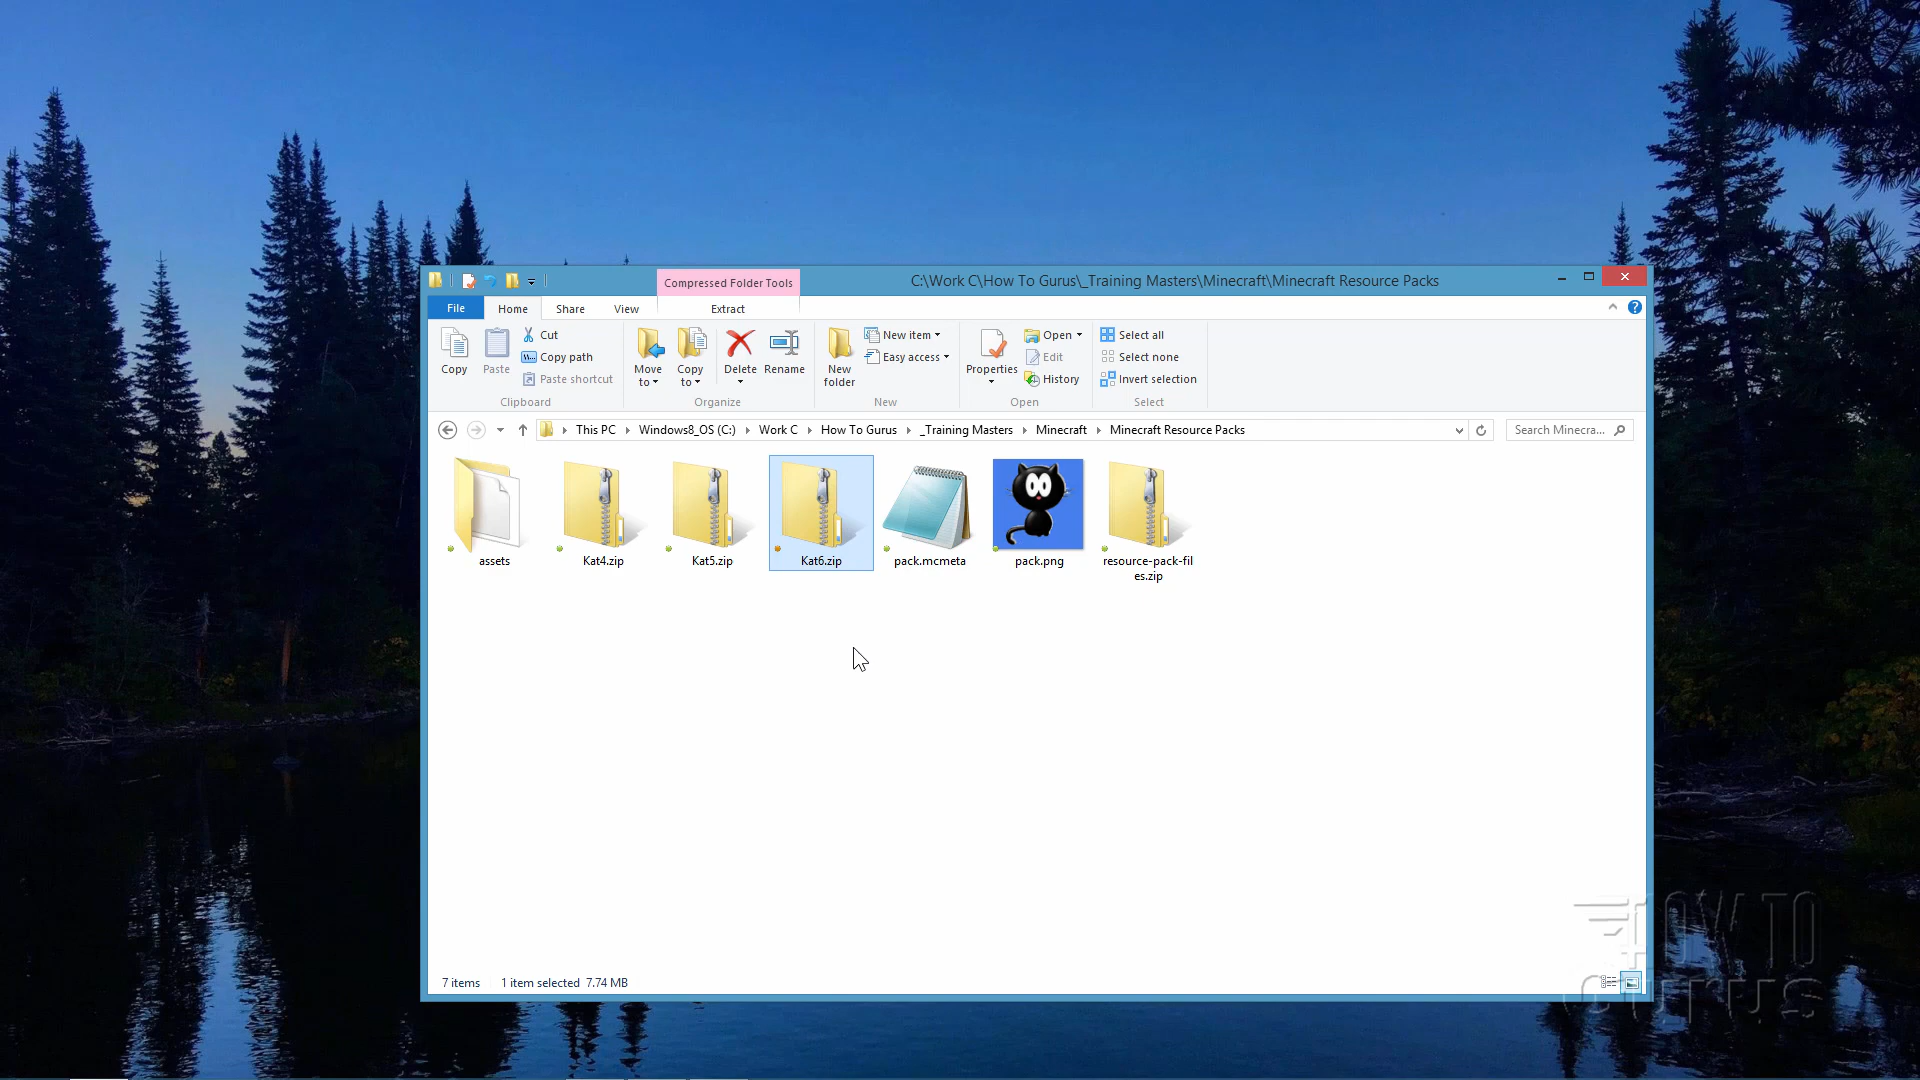 Compressed Folder Tools
C:\Work C\How To Gurus\_Training Masters\Minecraft\Minecraft Resource Packs
File Home Share View Extract
Copy
Paste
Cut
Copy path
Paste shortcut
Clipboard
Move to
Copy to
Delete
Rename
Organize
New folder
New item
Easy access
New
Properties
Open
Edit
History
Open
Select all
Select none
Invert selection
Select
This PC Windows8_OS (C:) Work C How To Gurus _Training Masters Minecraft Minecraft Resource Packs
Search Minecra...
assets
Kat4.zip
Kat5.zip
Kat6.zip
pack.mcmeta
pack.png
resource-pack-fil
es.zip
7 items 1 item selected 7.74 MB
HOW TO
GURUS